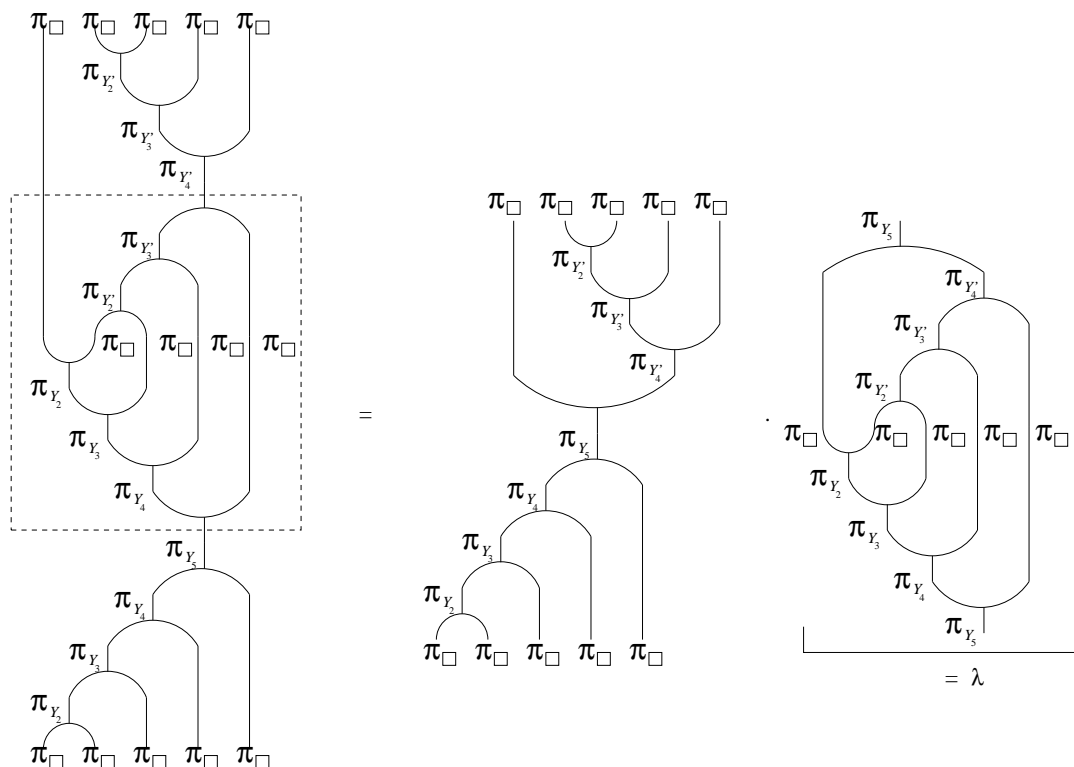 π□ π□ π□ π□ π□
π_{Y'_2}
π_{Y'_3}
π_{Y'_4}
π_{Y'_3}
π_{Y'_2}
π□ π□ π□ π□
π_{Y_2}
π_{Y_3}
π_{Y_4}
π_{Y_5}
π_{Y_4}
π_{Y_3}
π_{Y_2}
π□ π□ π□ π□ π□
=
π□ π□ π□ π□ π□
π_{Y'_2}
π_{Y'_3}
π_{Y'_4}
π_{Y_5}
π_{Y_4}
π_{Y_3}
π_{Y_2}
π□ π□ π□ π□ π□
·
π_{Y_5}
π_{Y'_4}
π_{Y'_3}
π_{Y'_2}
π□ π□ π□ π□ π□
π_{Y_2}
π_{Y_3}
π_{Y_4}
π_{Y_5}
= λ